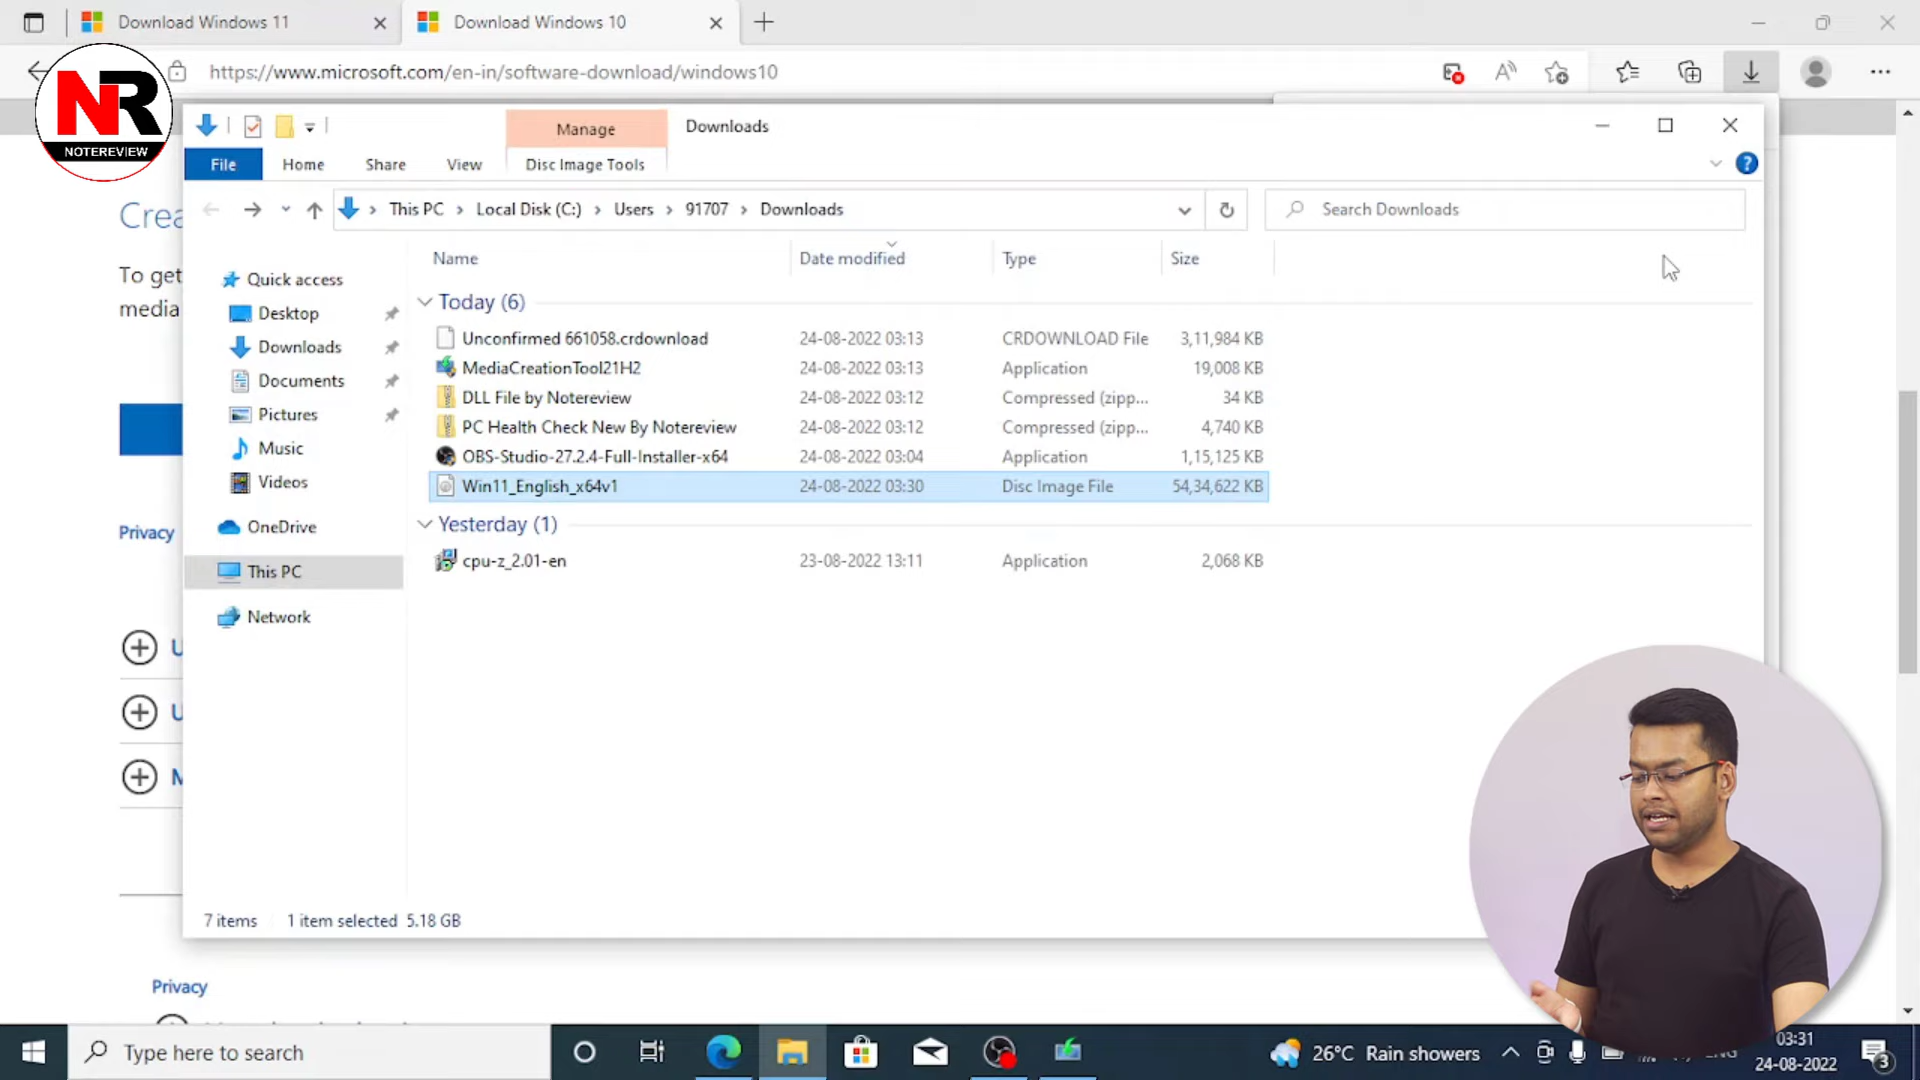 Download Windows 11
Download Windows 10
https://www.microsoft.com/en-in/software-download/windows10
NR
NOTEREVIEW
Manage
Downloads
File
Home
Share
View
Disc Image Tools
This PC > Local Disk (C:) > Users > 91707 > Downloads
Search Downloads
Crea
To get
media
Name
Date modified
Type
Size
Quick access
Desktop
Downloads
Documents
Pictures
Music
Videos
OneDrive
This PC
Network
Today (6)
Unconfirmed 661058.crdownload 24-08-2022 03:13 CRDOWNLOAD File 3,11,984 KB
MediaCreationTool21H2 24-08-2022 03:13 Application 19,008 KB
DLL File by Notereview 24-08-2022 03:12 Compressed (zipp... 34 KB
PC Health Check New By Notereview 24-08-2022 03:12 Compressed (zipp... 4,740 KB
OBS-Studio-27.2.4-Full-Installer-x64 24-08-2022 03:04 Application 1,15,125 KB
Win11_English_x64v1 24-08-2022 03:30 Disc Image File 54,34,622 KB
Yesterday (1)
cpu-z_2.01-en 23-08-2022 13:11 Application 2,068 KB
Privacy
U
U
M
7 items
1 item selected 5.18 GB
Privacy
Type here to search
26°C Rain showers
03:31
24-08-2022
3